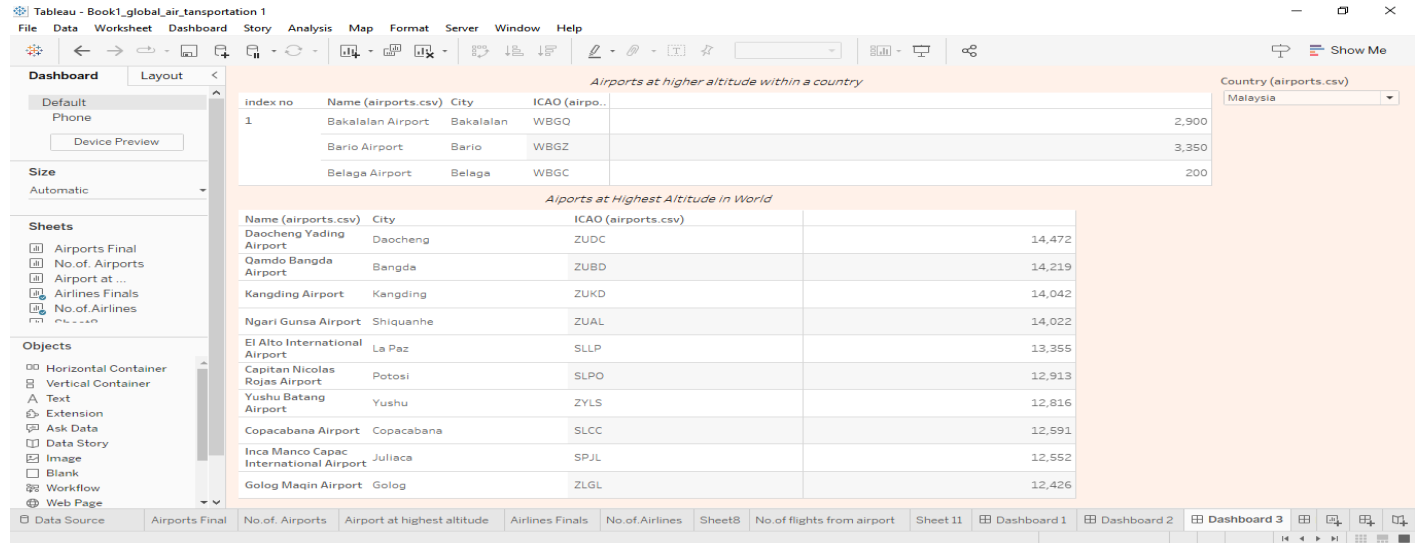 Tableau - Book1_global_air_tansportation 1
File Data Worksheet Dashboard Story Analysis Map Format Server Window Help
Show Me
Dashboard Layout
Default
Phone
Device Preview
Size
Automatic
Sheets
Airports Final
No.of. Airports
Airport at ...
Airlines Finals
No.of.Airlines
Objects
Horizontal Container
Vertical Container
Text
Extension
Ask Data
Data Story
Image
Blank
Workflow
Web Page
Airports at higher altitude within a country
index no Name (airports.csv) City ICAO (airpo..
1 Bakalalan Airport Bakalalan WBGQ 2,900
Bario Airport Bario WBGZ 3,350
Belaga Airport Belaga WBGC 200
Aiports at Highest Altitude in World
Name (airports.csv) City ICAO (airports.csv)
Daocheng Yading Airport Daocheng ZUDC 14,472
Qamdo Bangda Airport Bangda ZUBD 14,219
Kangding Airport Kangding ZUKD 14,042
Ngari Gunsa Airport Shiquanhe ZUAL 14,022
El Alto International Airport La Paz SLLP 13,355
Capitan Nicolas Rojas Airport Potosi SLPO 12,913
Yushu Batang Airport Yushu ZYLS 12,816
Copacabana Airport Copacabana SLCC 12,591
Inca Manco Capac International Airport Juliaca SPJL 12,552
Golog Maqin Airport Golog ZLGL 12,426
Country (airports.csv)
Malaysia
Data Source Airports Final No.of. Airports Airport at highest altitude Airlines Finals No.of.Airlines Sheet8 No.of flights from airport Sheet 11 Dashboard 1 Dashboard 2 Dashboard 3